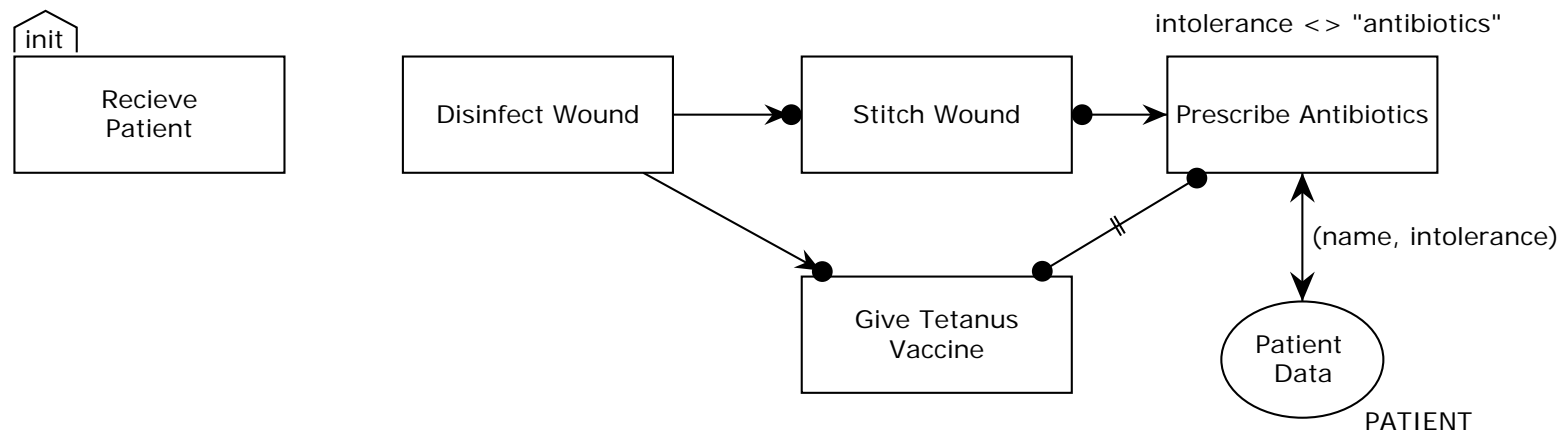 init
Recieve
Patient
Disinfect Wound
Stitch Wound
intolerance <> "antibiotics"
Prescribe Antibiotics
(name, intolerance)
Give Tetanus
Vaccine
Patient
Data
PATIENT